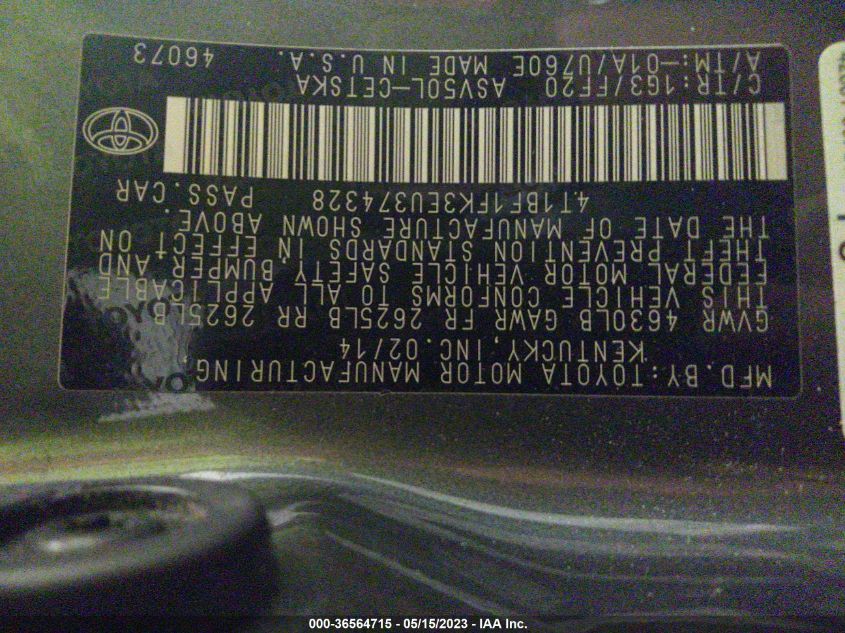 MFD. BY: TOYOTA MOTOR MANUFACTURING
KENTUCKY, INC. 02/14
GVWR 4630LB GAWR FR 2625LB RR 2625LB
THIS VEHICLE CONFORMS TO ALL APPLICABLE
FEDERAL MOTOR VEHICLE SAFETY, BUMPER AND
THEFT PREVENTION STANDARDS IN EFFECT ON
THE DATE OF MANUFACTURE SHOWN ABOVE.
4T1BF1FK3EU374328 PASS. CAR
C/TR: 1G3/FF20 ASV50L-CETSKA
A/TM: -01A/U760E MADE IN U.S.A. 46073
000-36564715 - 05/15/2023 - IAA Inc.